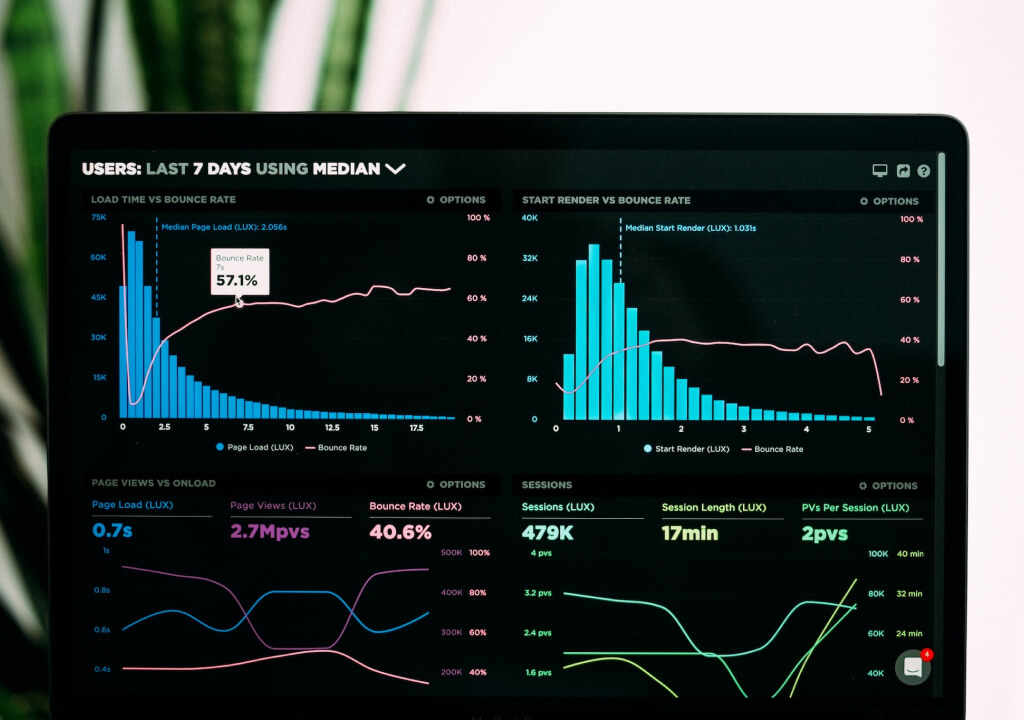 USERS: LAST 7 DAYS USING MEDIAN
LOAD TIME VS BOUNCE RATE
OPTIONS
75K
100 %
Median Page Load (LUX): 2.056s
60K
80 %
Bounce Rate
7s
57.1%
45K
60 %
30K
40 %
15K
20 %
0
0 %
0 2.5 5 7.5 10 12.5 15 17.5
Page Load (LUX) Bounce Rate
START RENDER VS BOUNCE RATE
OPTIONS
40K
100 %
Median Start Render (LUX): 1.031s
32K
80 %
24K
60 %
16K
40 %
8K
20 %
0
0 %
0 1 2 3 4 5
Start Render (LUX) Bounce Rate
PAGE VIEWS VS ONLOAD
OPTIONS
Page Load (LUX) Page Views (LUX) Bounce Rate (LUX)
0.7s 2.7Mpvs 40.6%
1s
500K 100%
0.8s
400K 80%
0.6s
300K 60%
0.4s
200K 40%
SESSIONS
OPTIONS
Sessions (LUX) Session Length (LUX) PVs Per Session (LUX)
479K 17min 2pvs
4 pvs
100K 40 min
3.2 pvs
80K 32 min
2.4 pvs
60K 24 min
1.6 pvs
40K
4